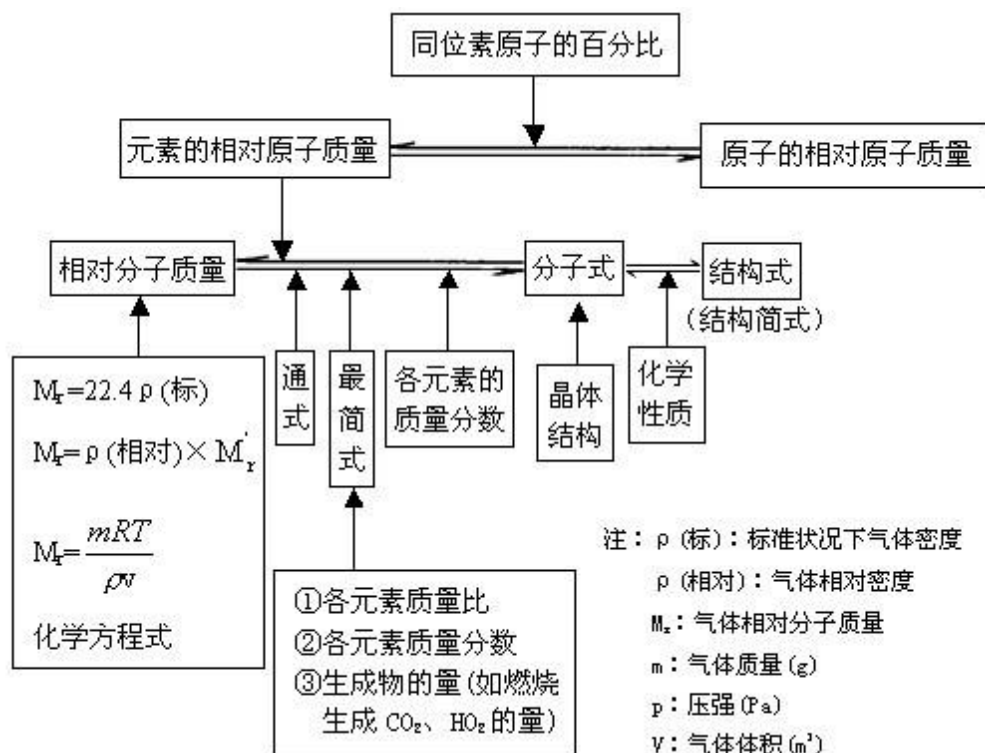 同位素原子的百分比
元素的相对原子质量
原子的相对原子质量
相对分子质量
分子式
结构式
(结构简式)
Mr=22.4ρ(标)
Mr=ρ(相对)×M'r
Mr=mRT/ρv
化学方程式
通式
最简式
各元素的
质量分数
晶体
结构
化学
性质
①各元素质量比
②各元素质量分数
③生成物的量(如燃烧
生成CO₂、HO₂的量)
注：ρ(标)：标准状况下气体密度
ρ(相对)：气体相对密度
Mr：气体相对分子质量
m：气体质量(g)
p：压强(Pa)
V：气体体积(m³)